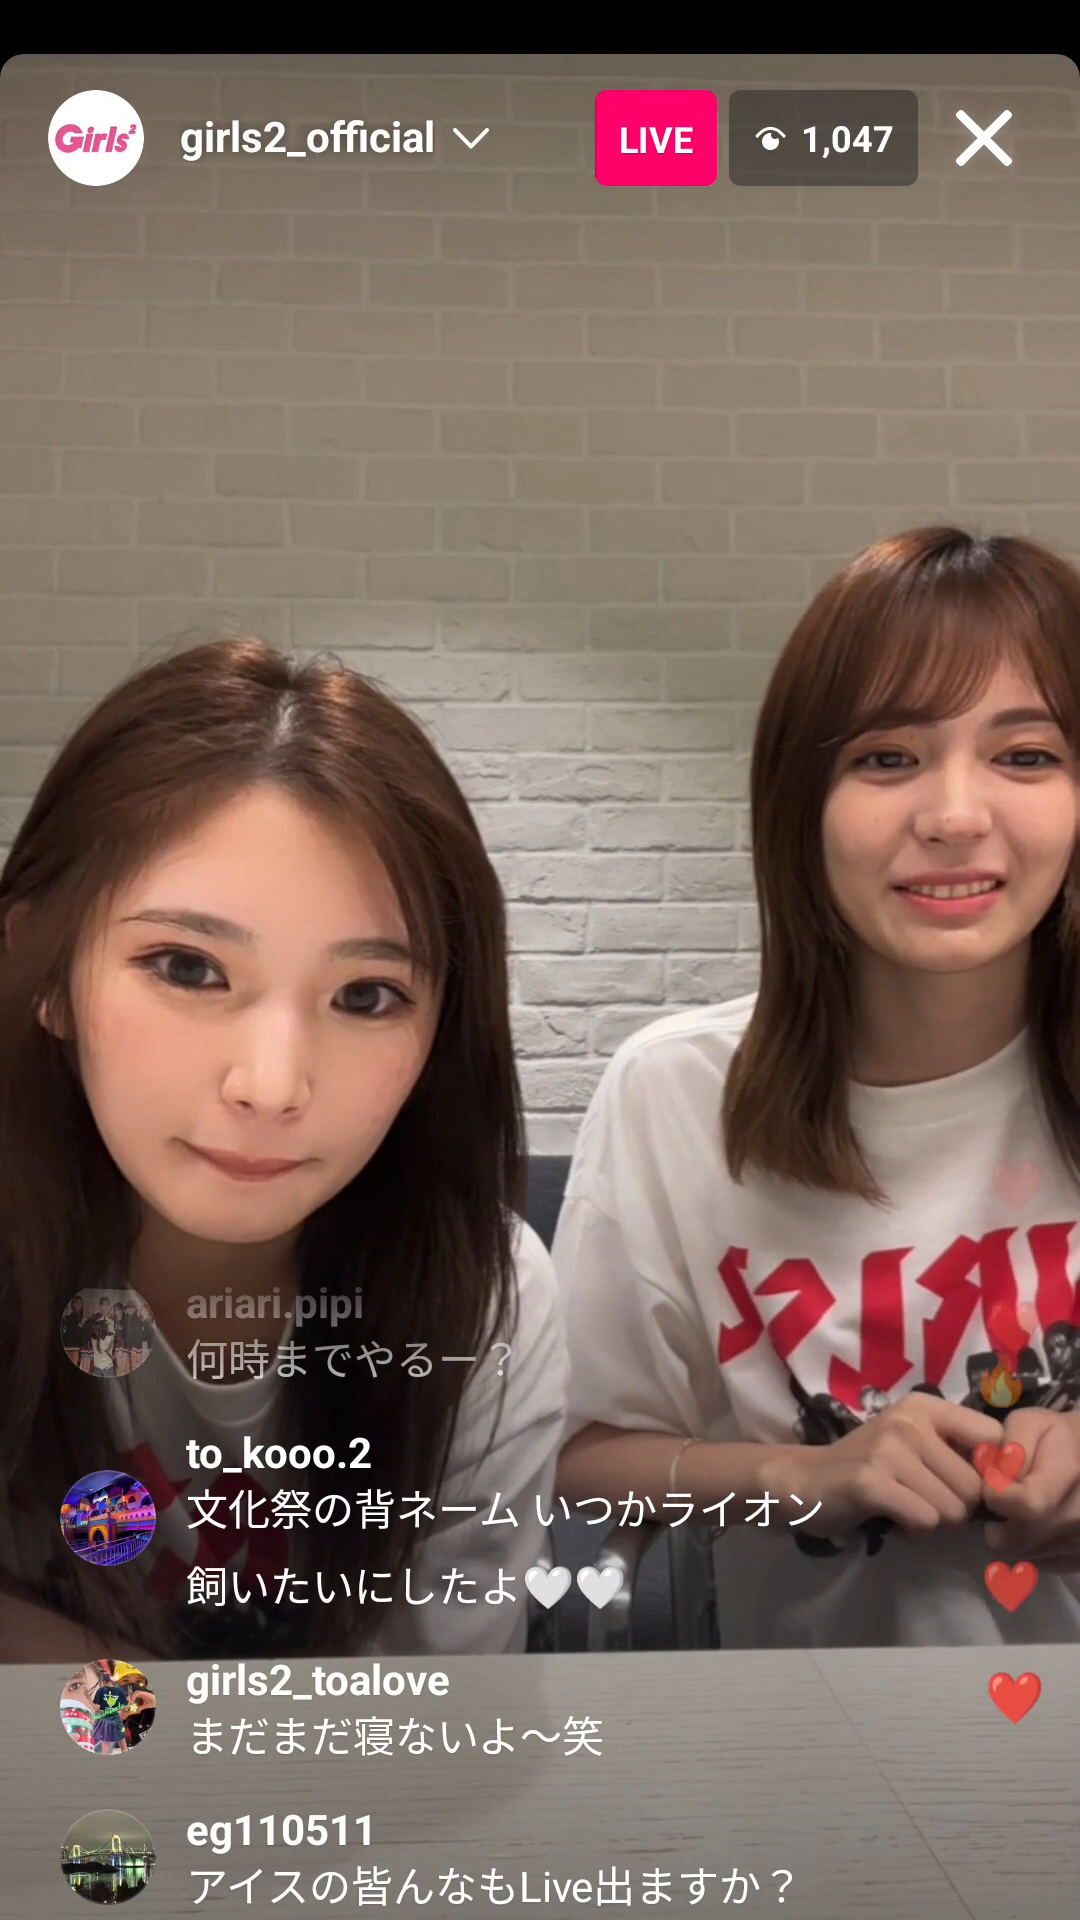 Girls²
girls2_official
LIVE
1,047
ariari.pipi
何時までやるー？
to_kooo.2
文化祭の背ネーム いつかライオン
飼いたいにしたよ🤍🤍
girls2_toalove
まだまだ寝ないよ〜笑
eg110511
アイスの皆んなもLive出ますか？